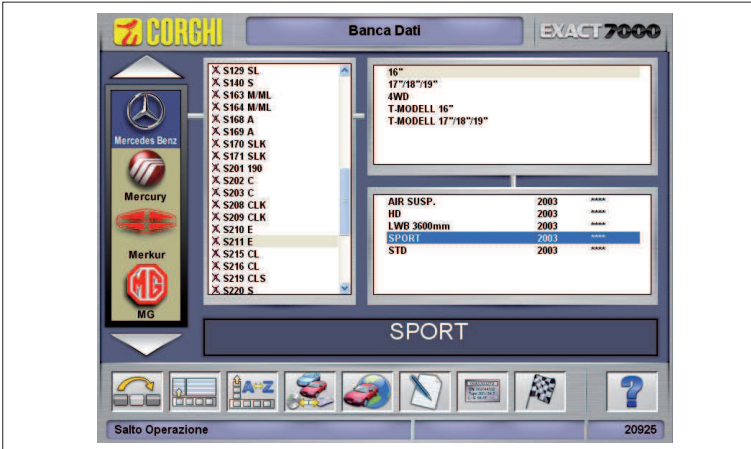 CORGHI
Banca Dati
EXACT 7000
Mercedes Benz
Mercury
Merkur
MG
S129 SL
S140 S
S163 M/ML
S164 M/ML
S168 A
S169 A
S170 SLK
S171 SLK
S201 190
S202 C
S203 C
S208 CLK
S209 CLK
S210 E
S211 E
S215 CL
S216 CL
S219 CLS
S220 S
16"
17"/18"/19"
4WD
T-MODELL 16"
T-MODELL 17"/18"/19"
AIR SUSP. 2003 ****
HD 2003 ****
LWB 3600mm 2003 ****
SPORT 2003 ****
STD 2003 ****
SPORT
A Z
?
Salto Operazione
20925